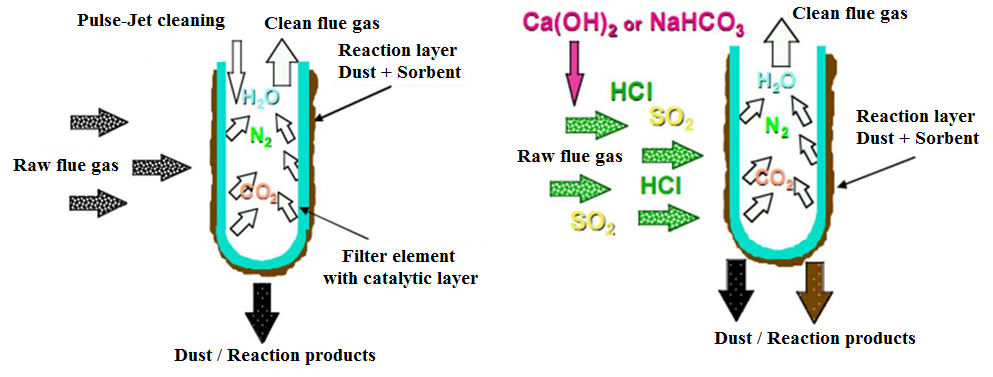 Pulse-Jet cleaning
Clean flue gas
Reaction layer
Dust + Sorbent
H₂O
N₂
Raw flue gas
CO₂
Filter element
with catalytic layer
Dust / Reaction products
Ca(OH)₂ or NaHCO₃
Clean flue gas
HCl
SO₂
H₂O
N₂
Reaction layer
Dust + Sorbent
Raw flue gas
HCl
CO₂
SO₂
Dust / Reaction products